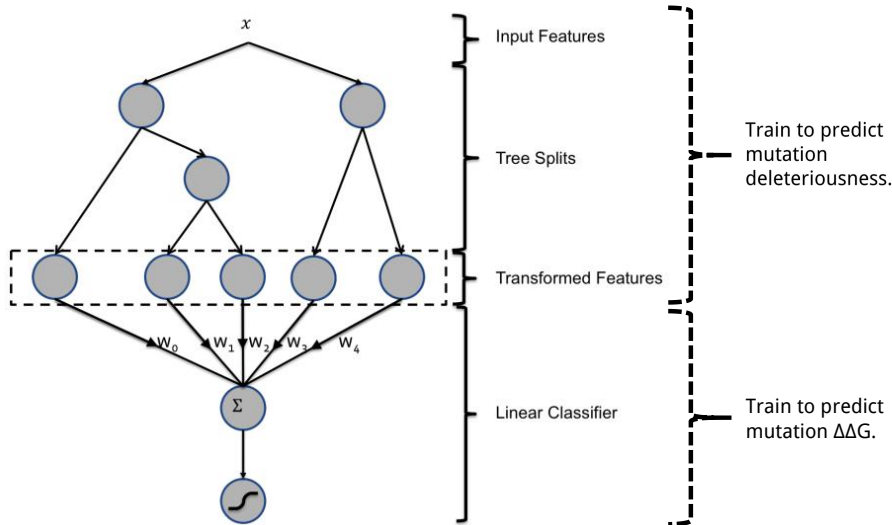 x
Input Features
Tree Splits
Train to predict
mutation
deleteriousness.
Transformed Features
W₀ W₁ W₂ W₃ W₄
Σ
Linear Classifier
Train to predict
mutation ΔΔG.